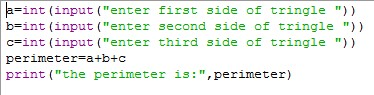 a=int(input("enter first side of tringle "))
b=int(input("enter second side of tringle "))
c=int(input("enter third side of tringle "))
perimeter=a+b+c
print("the perimeter is:",perimeter)